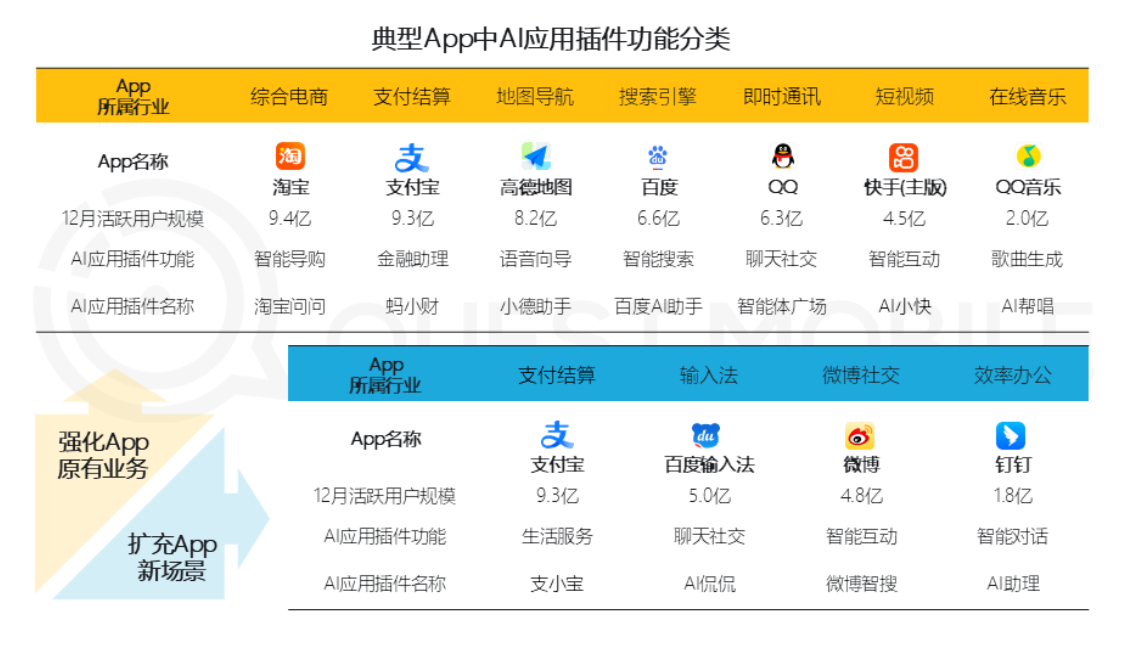 典型App中AI应用插件功能分类
App
所属行业 综合电商 支付结算 地图导航 搜索引擎 即时通讯 短视频 在线音乐
淘 支 du
App名称 淘宝 支付宝 高德地图 百度 QQ 快手(主版) QQ音乐
12月活跃用户规模 9.4亿 9.3亿 8.2亿 6.6亿 6.3亿 4.5亿 2.0亿
AI应用插件功能 智能导购 金融助理 语音向导 智能搜索 聊天社交 智能互动 歌曲生成
AI应用插件名称 淘宝问问 蚂小财 小德助手 百度AI助手 智能体广场 AI小快 AI帮唱
QUEST MOBILE
App
所属行业 支付结算 输入法 微博社交 效率办公
支 du
App名称 支付宝 百度输入法 微博 钉钉
12月活跃用户规模 9.3亿 5.0亿 4.8亿 1.8亿
AI应用插件功能 生活服务 聊天社交 智能互动 智能对话
AI应用插件名称 支小宝 AI侃侃 微博智搜 AI助理
强化App
原有业务
扩充App
新场景